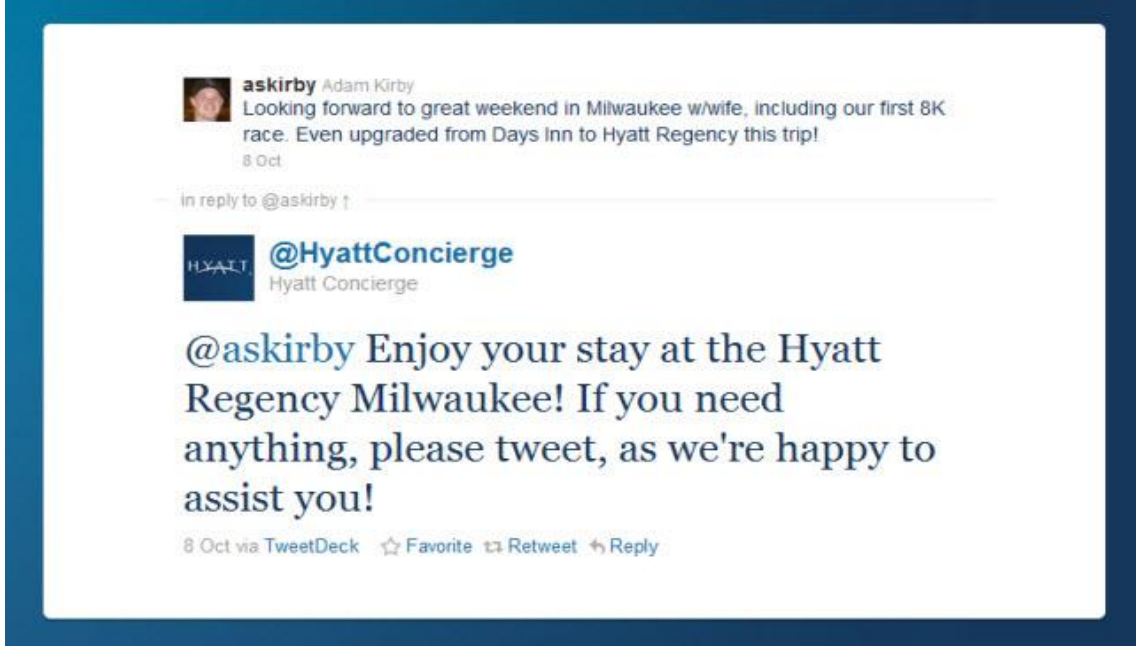 askirby Adam Kirby
Looking forward to great weekend in Milwaukee w/wife, including our first 8K
race. Even upgraded from Days Inn to Hyatt Regency this trip!
8 Oct
in reply to @askirby ↑
HYATT
@HyattConcierge
Hyatt Concierge
@askirby Enjoy your stay at the Hyatt
Regency Milwaukee! If you need
anything, please tweet, as we're happy to
assist you!
8 Oct via TweetDeck Favorite Retweet Reply